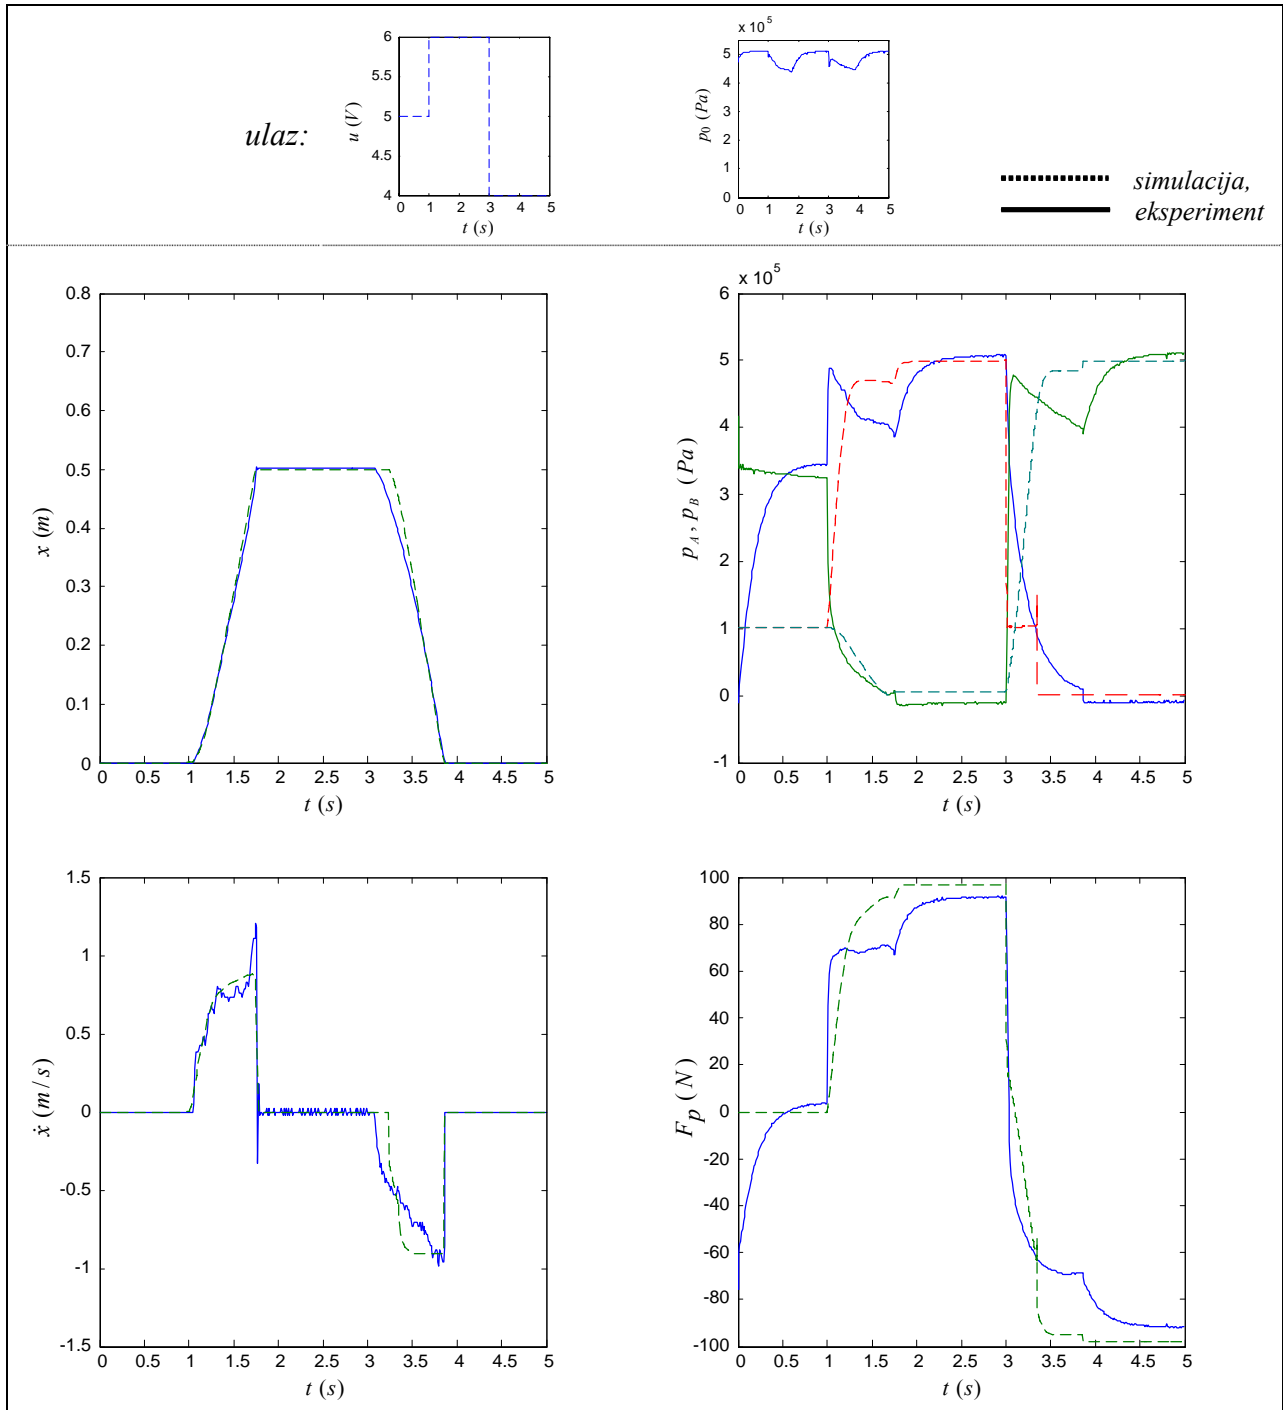 x 10 5
6
5.5
5
4.5
4
u (V)
0 1 2 3 4 5
t (s)
5
4
3
2
1
0
p0 (Pa)
0 1 2 3 4 5
t (s)
ulaz:
simulacija,
eksperiment
0.8
0.7
0.6
0.5
0.4
0.3
0.2
0.1
0
x (m)
0 0.5 1 1.5 2 2.5 3 3.5 4 4.5 5
t (s)
x 10 5
6
5
4
3
2
1
0
-1
pA , pB (Pa)
0 0.5 1 1.5 2 2.5 3 3.5 4 4.5 5
t (s)
1.5
1
0.5
0
-0.5
-1
-1.5
ẋ (m/s)
0 0.5 1 1.5 2 2.5 3 3.5 4 4.5 5
t (s)
100
80
60
40
20
0
-20
-40
-60
-80
-100
Fp (N)
0 0.5 1 1.5 2 2.5 3 3.5 4 4.5 5
t (s)